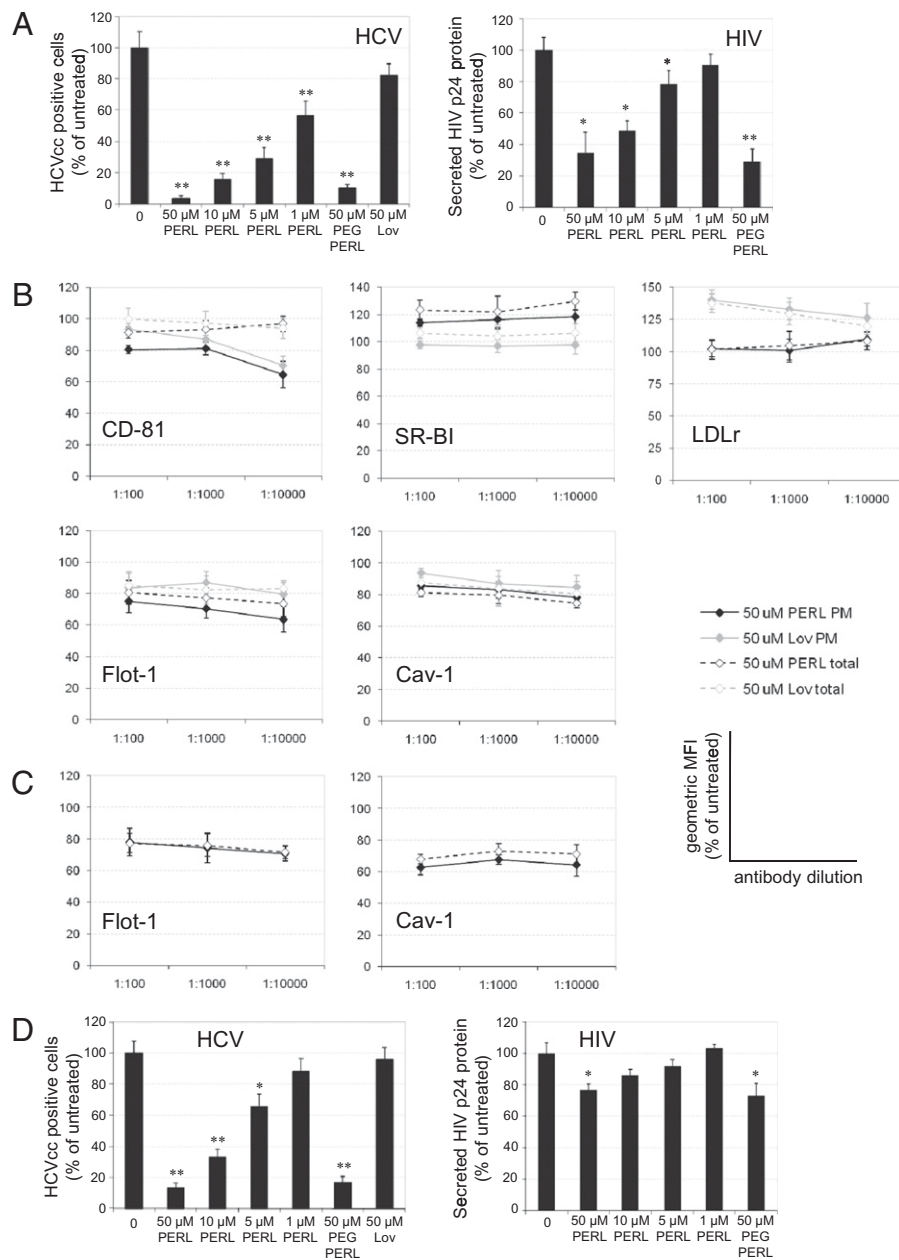 A
HCV
HCVcc positive cells
(% of untreated)
120
100
80
60
40
20
0
** ** ** ** **
0 50 µM PERL 10 µM PERL 5 µM PERL 1 µM PERL 50 µM PEG PERL 50 µM Lov
HIV
Secreted HIV p24 protein
(% of untreated)
120
100
80
60
40
20
0
* * * **
0 50 µM PERL 10 µM PERL 5 µM PERL 1 µM PERL 50 µM PEG PERL
B
120
100
80
60
40
20
0
CD-81
1:100 1:1000 1:10000
140
120
100
80
60
40
20
0
SR-BI
1:100 1:1000 1:10000
150
125
100
75
50
25
0
LDLr
1:100 1:1000 1:10000
120
100
80
60
40
20
0
Flot-1
1:100 1:1000 1:10000
120
100
80
60
40
20
0
Cav-1
1:100 1:1000 1:10000
50 uM PERL PM
50 uM Lov PM
50 uM PERL total
50 uM Lov total
geometric MFI
(% of untreated)
antibody dilution
C
120
100
80
60
40
20
0
Flot-1
1:100 1:1000 1:10000
120
100
80
60
40
20
0
Cav-1
1:100 1:1000 1:10000
D
HCV
HCVcc positive cells
(% of untreated)
120
100
80
60
40
20
0
** ** * **
0 50 µM PERL 10 µM PERL 5 µM PERL 1 µM PERL 50 µM PEG PERL 50 µM Lov
HIV
Secreted HIV p24 protein
(% of untreated)
120
100
80
60
40
20
0
* *
0 50 µM PERL 10 µM PERL 5 µM PERL 1 µM PERL 50 µM PEG PERL